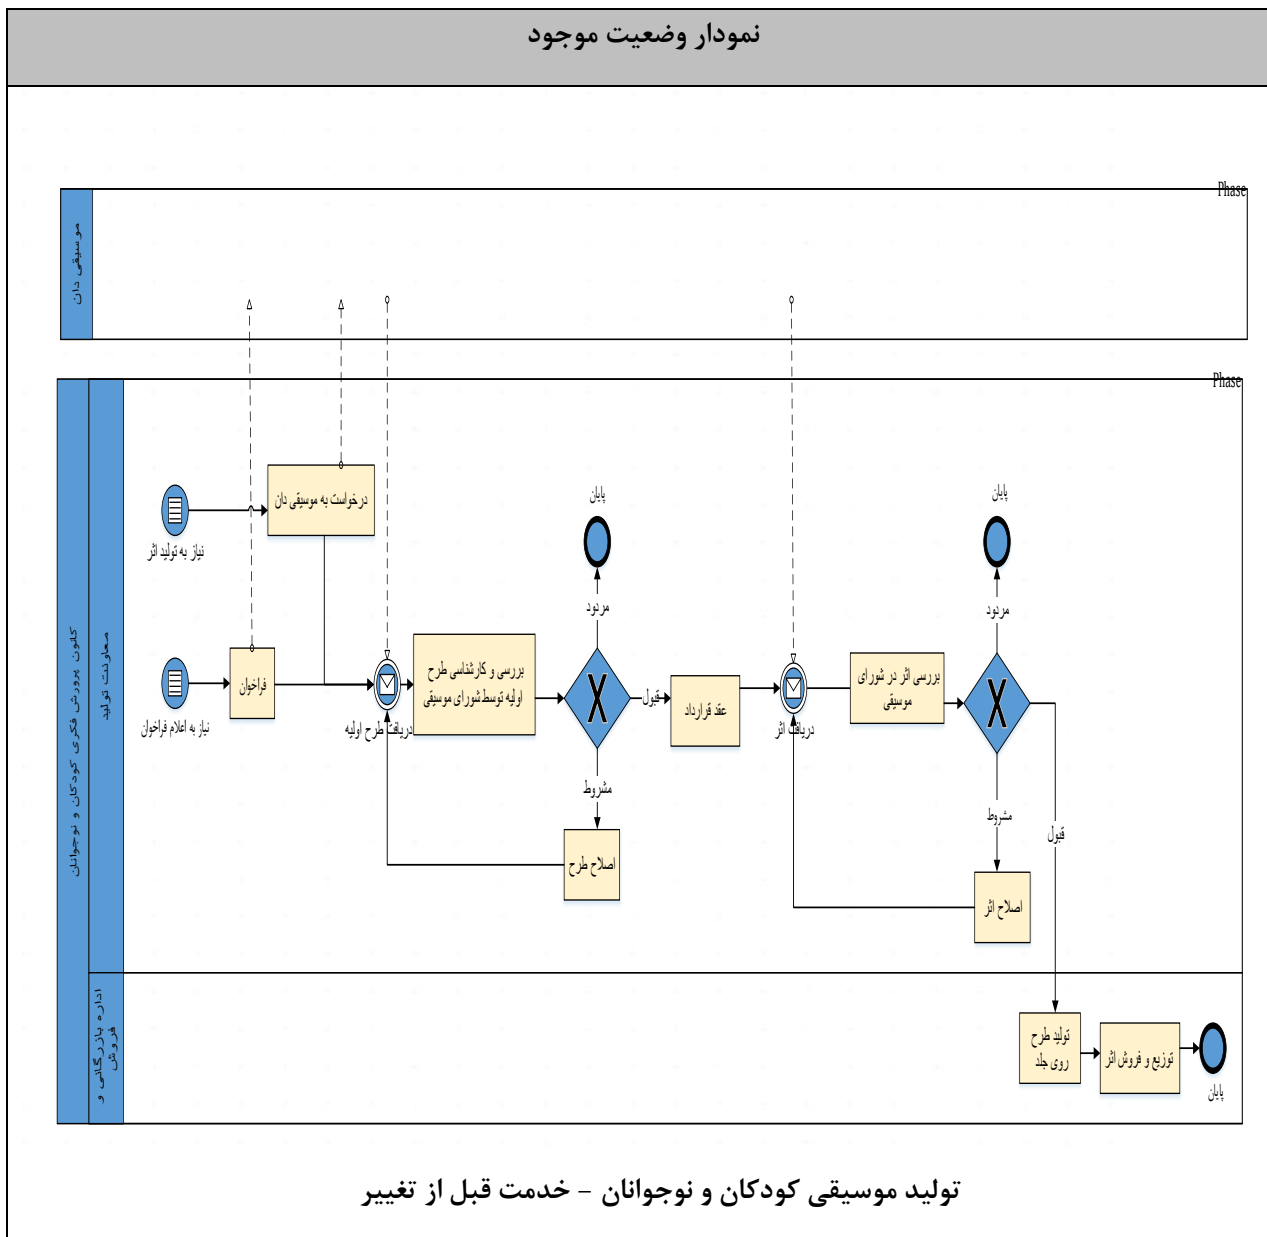 نمودار وضعیت موجود
Phase
موسیقی دان
Phase
کانون پرورش فکری کودکان و نوجوانان
معاونت تولید
درخواست به موسیقی دان
نیاز به تولید اثر
فراخوان
نیاز به اعلام فراخوان
دریافت طرح اولیه
بررسی و کارشناسی طرح
اولیه توسط شورای موسیقی
پایان
مردود
قبول
مشروط
اصلاح طرح
عقد قرارداد
دریافت اثر
بررسی اثر در شورای
موسیقی
پایان
مردود
مشروط
قبول
اصلاح اثر
اداره بازرگانی و
فروش
تولید طرح
روی جلد
توزیع و فروش اثر
پایان
تولید موسیقی کودکان و نوجوانان - خدمت قبل از تغییر